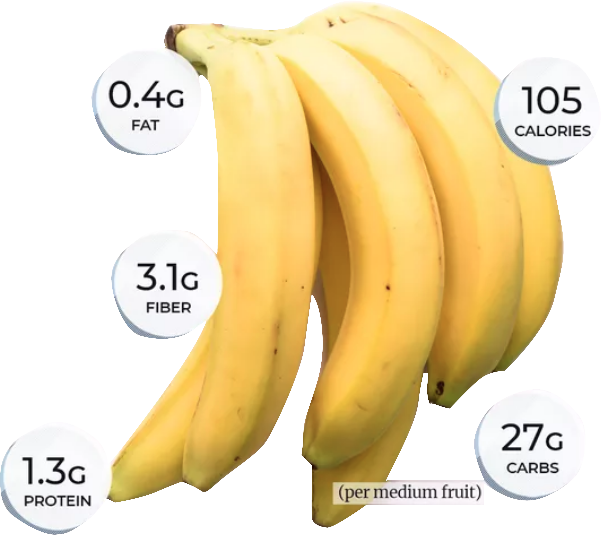 0.4G
FAT
105
CALORIES
3.1G
FIBER
27G
CARBS
1.3G
PROTEIN
(per medium fruit)